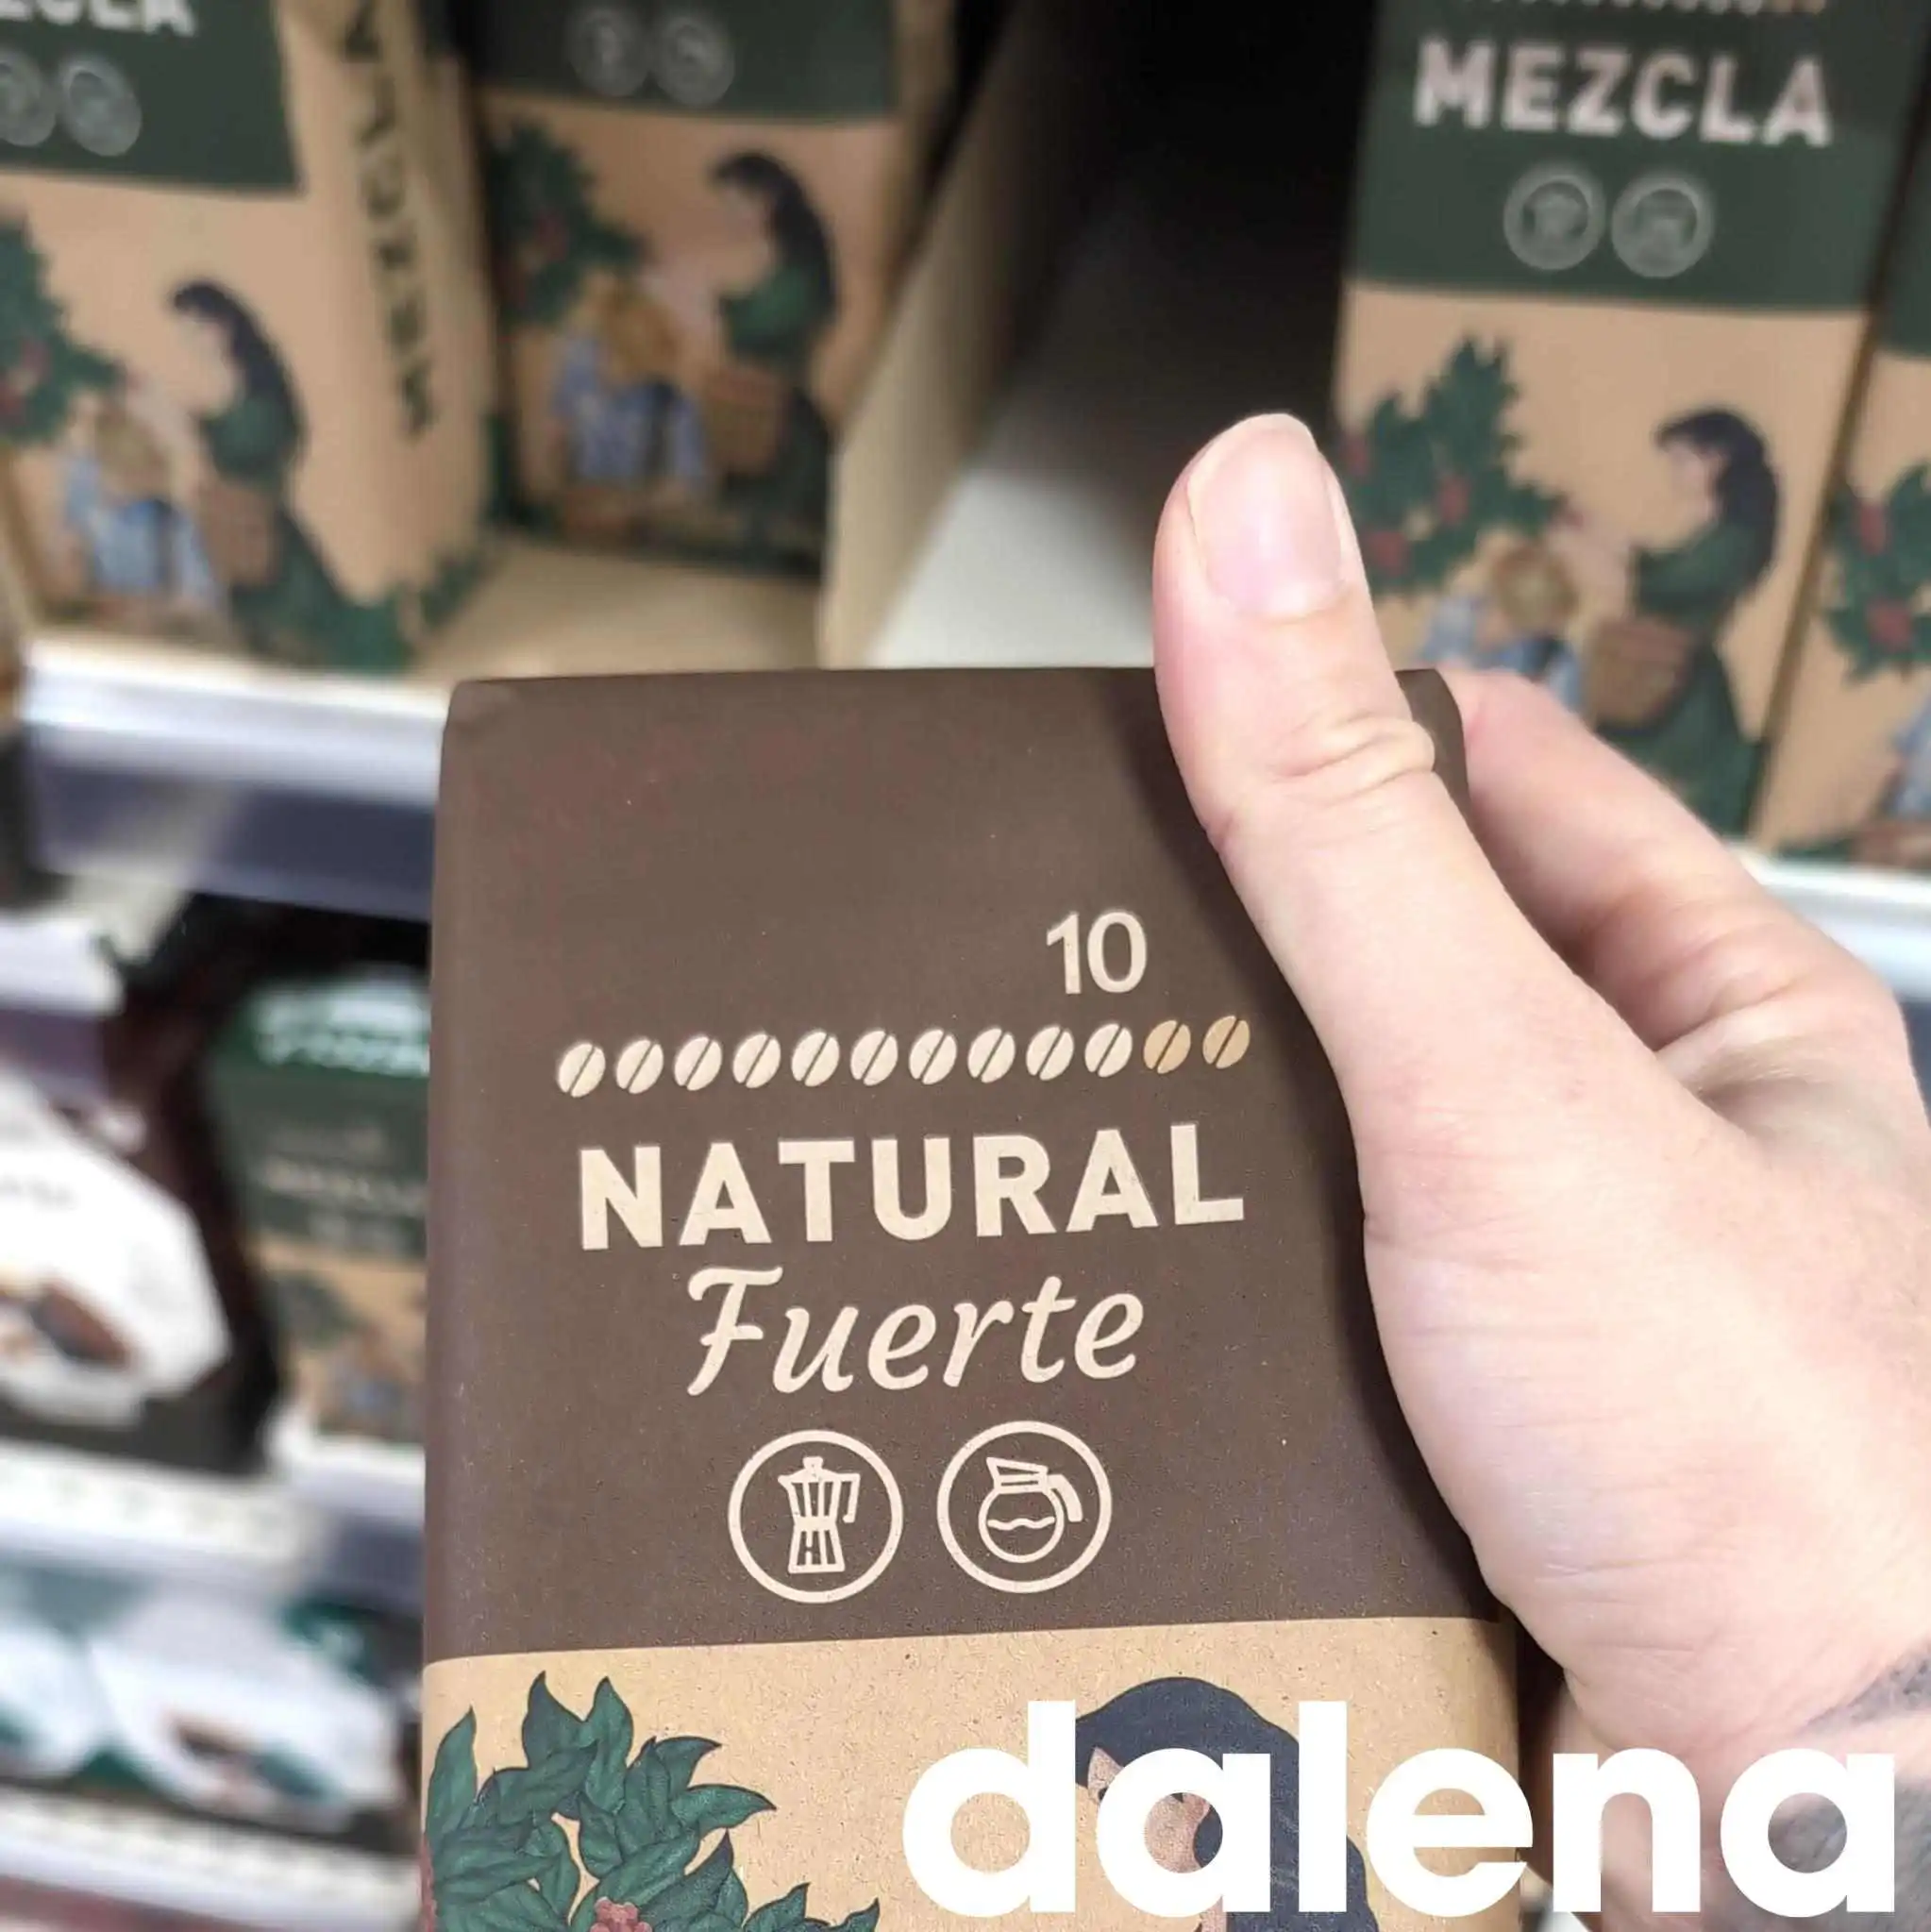 MEZCLA
10
NATURAL
Fuerte
dalena